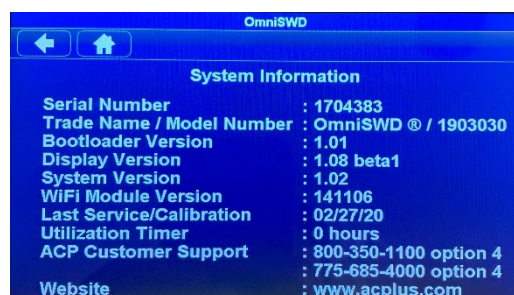 OmniSWD
System Information
Serial Number : 1704383
Trade Name / Model Number : OmniSWD ® / 1903030
Bootloader Version : 1.01
Display Version : 1.08 beta1
System Version : 1.02
WiFi Module Version : 141106
Last Service/Calibration : 02/27/20
Utilization Timer : 0 hours
ACP Customer Support : 800-350-1100 option 4
: 775-685-4000 option 4
Website : www.acplus.com